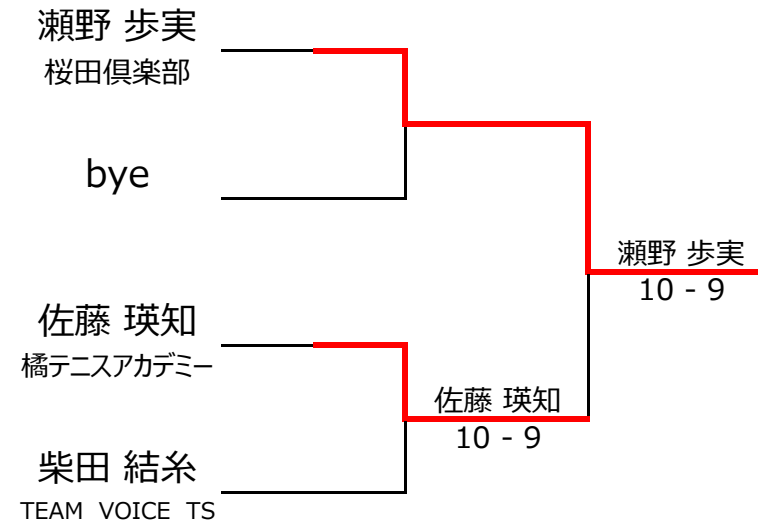 瀬野 歩実
桜田倶楽部
bye
瀬野 歩実
10 - 9
佐藤 瑛知
橘テニスアカデミー
佐藤 瑛知
10 - 9
柴田 結糸
TEAM VOICE TS